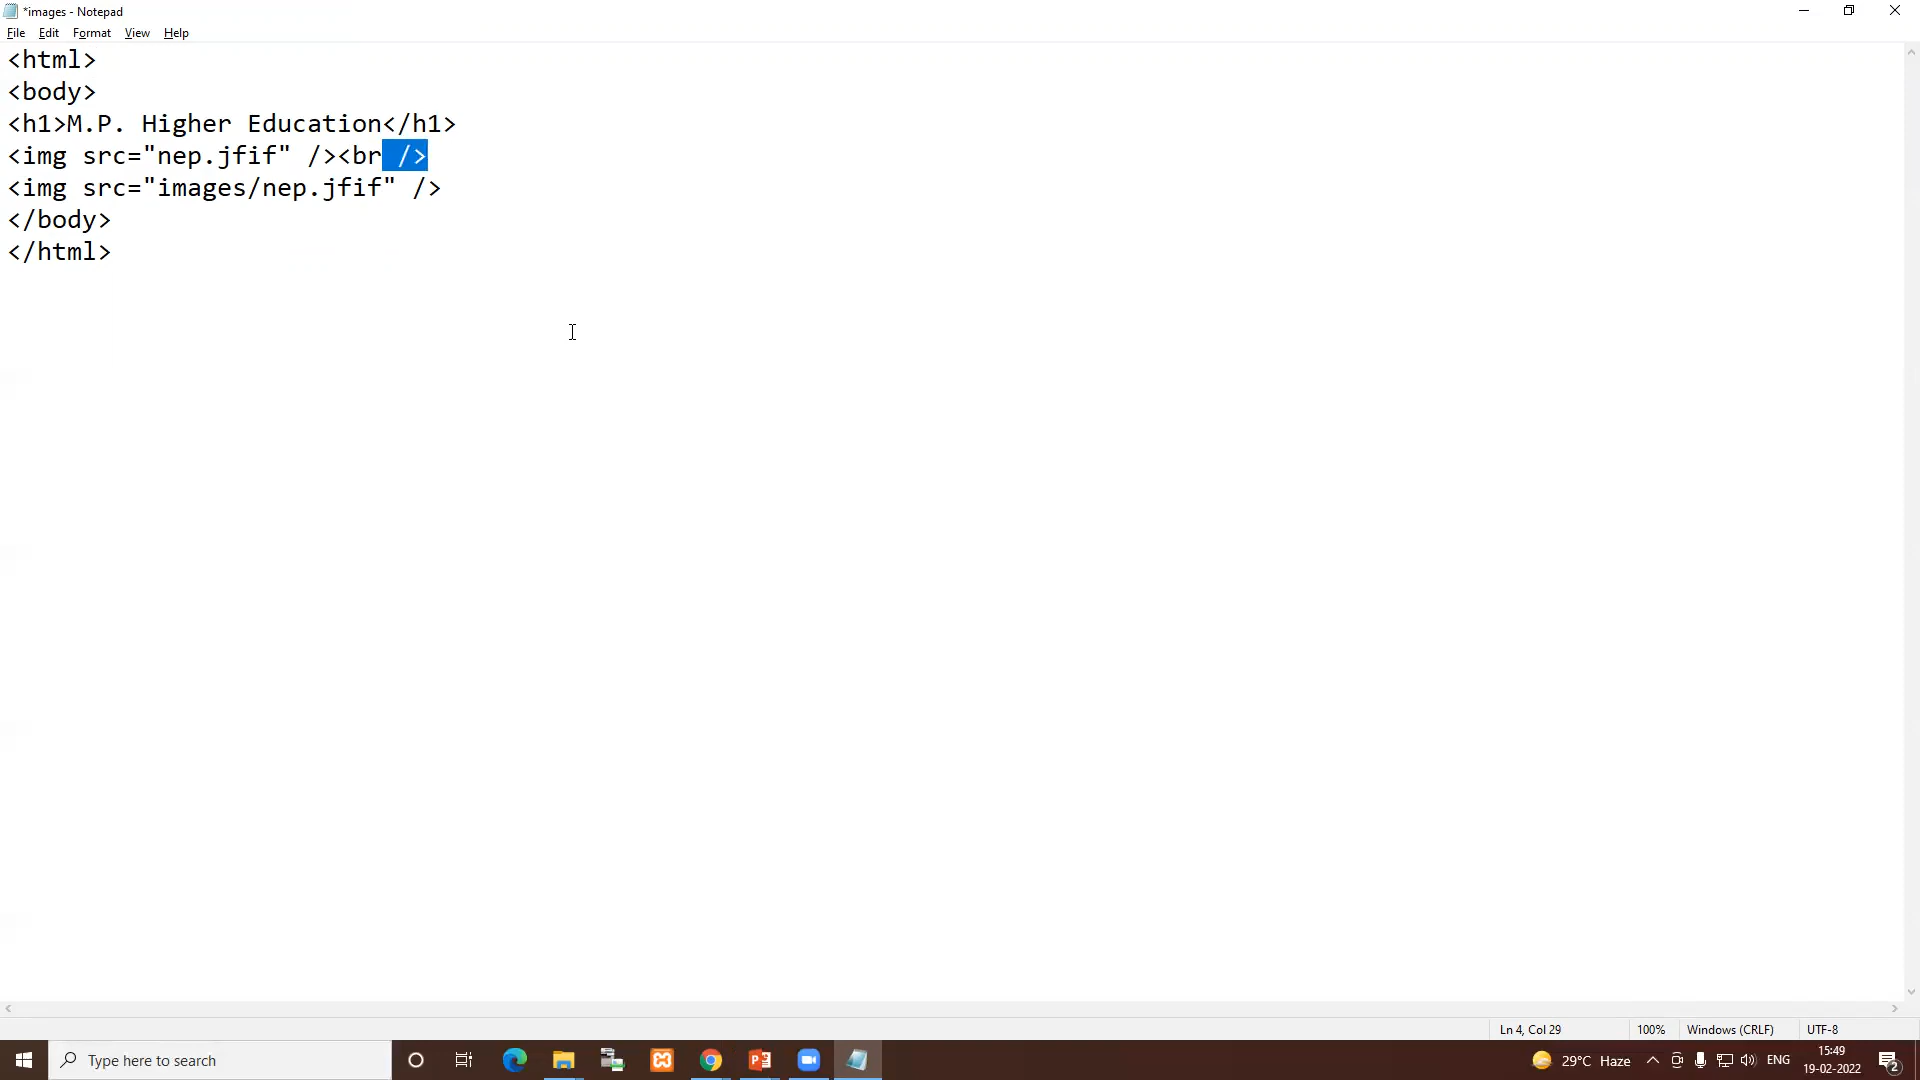 *images - Notepad
File Edit Format View Help
<html>
<body>
<h1>M.P. Higher Education</h1>
<img src="nep.jfif" /><br />
<img src="images/nep.jfif" />
</body>
</html>
Ln 4, Col 29 100% Windows (CRLF) UTF-8
Type here to search
29°C Haze
ENG
15:49
19-02-2022
2